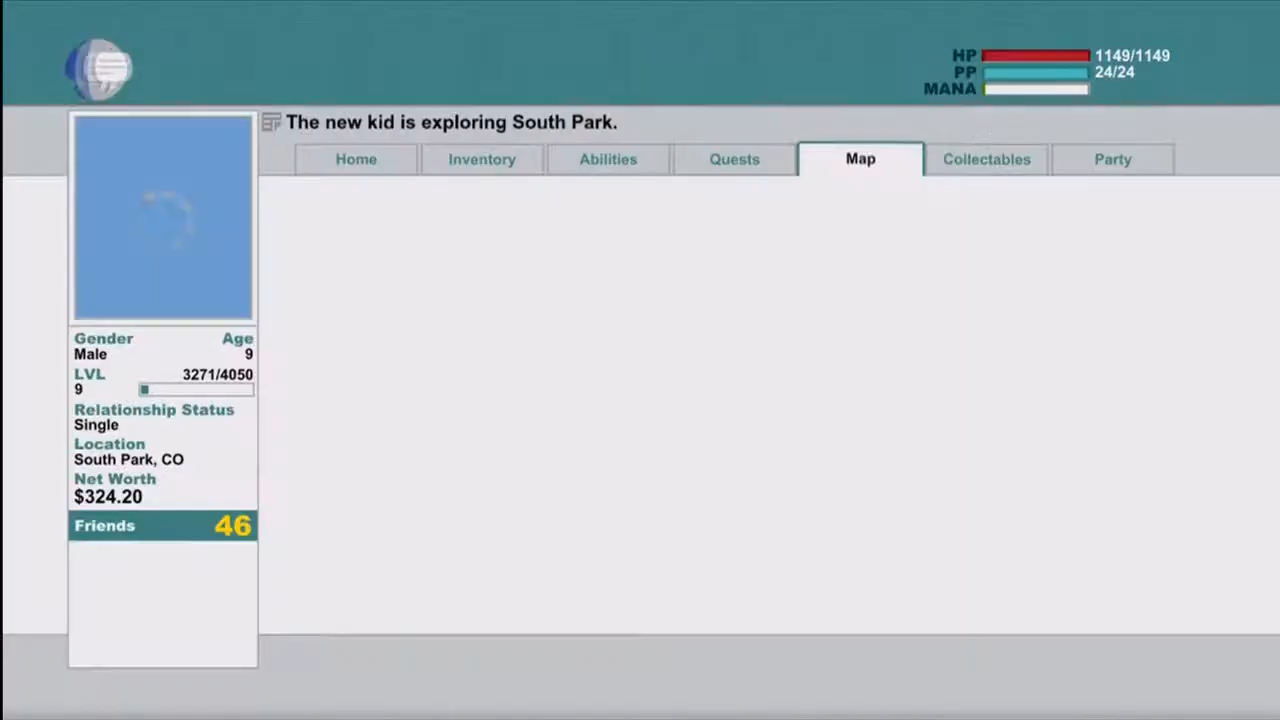 HP 1149/1149
PP 24/24
MANA
The new kid is exploring South Park.
Home Inventory Abilities Quests Map Collectables Party
Gender Age
Male 9
LVL 3271/4050
9
Relationship Status
Single
Location
South Park, CO
Net Worth
$324.20
Friends 46